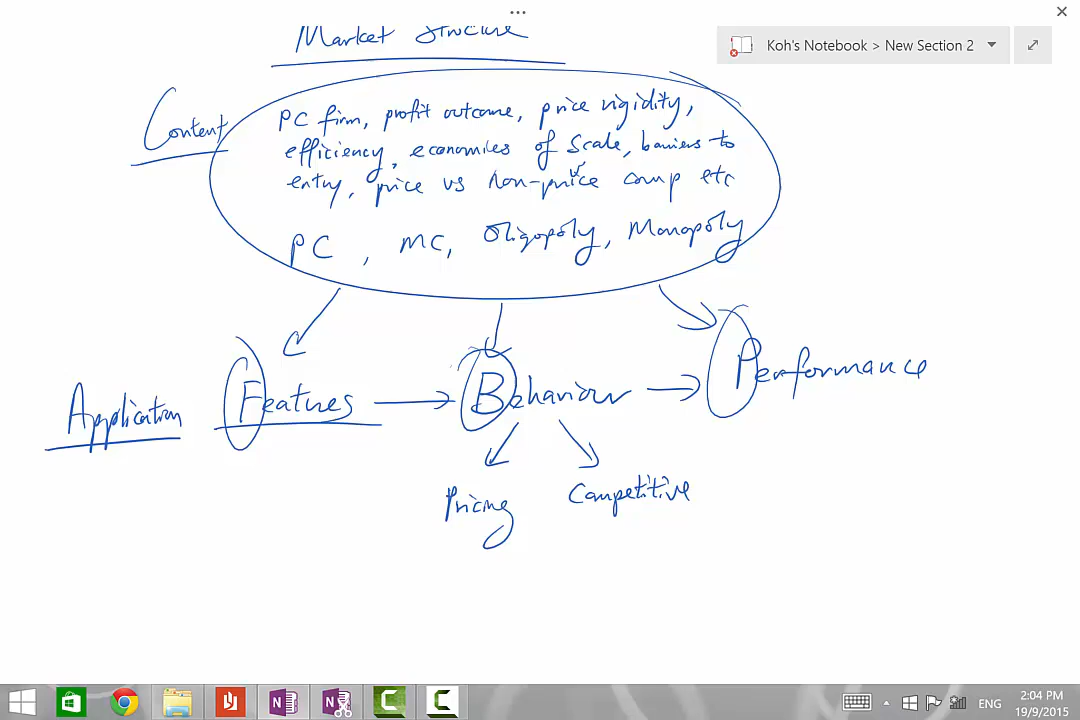 Koh's Notebook > New Section 2
Market Structure
Content
PC firm, profit outcome, price rigidity,
efficiency, economies of scale, barriers to
entry, price vs non-price comp etc
PC, MC, Oligopoly, Monopoly
Application Features Behaviour Performance
Pricing Competitive
ENG
2:04 PM
19/9/2015